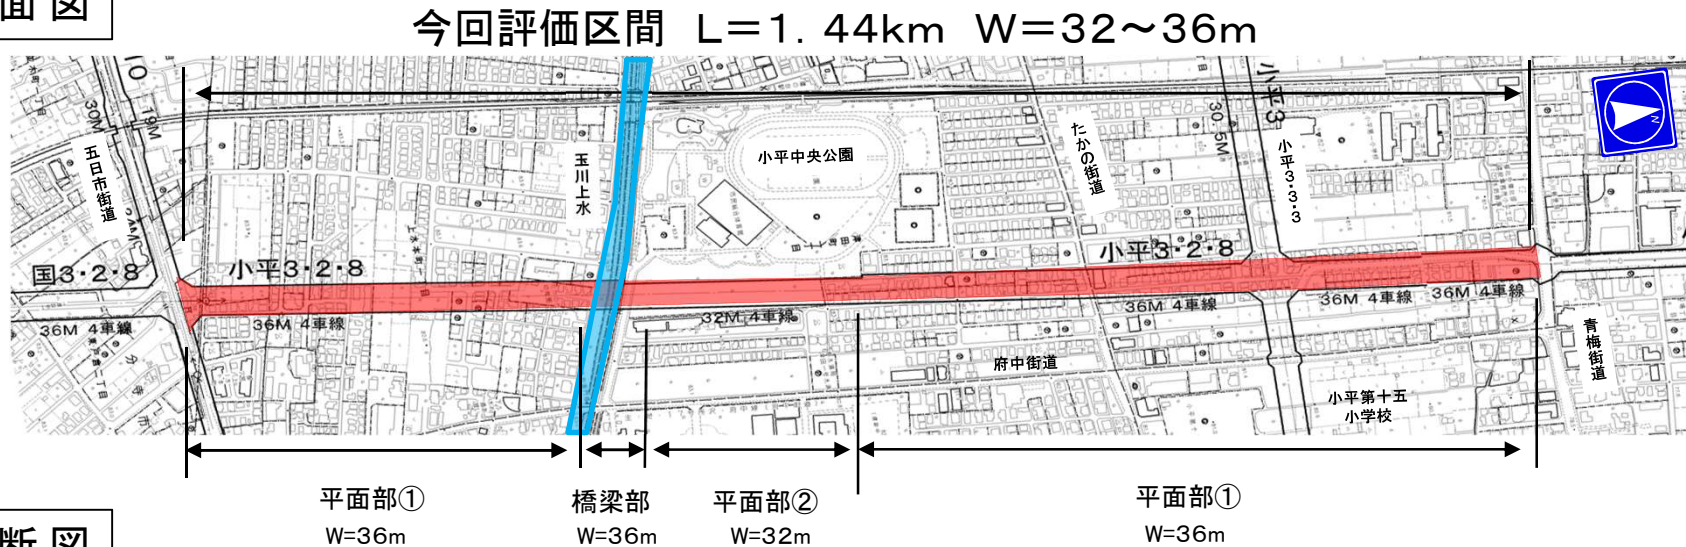 面図
今回評価区間 L=1.44km W=32～36m
30M
19M
五日市街道
玉川上水
小平中央公園
たかの街道
30.5M
小平3・3・3
N
国3・2・8
小平3・2・8
小平3・2・8
36M 4車線
36M 4車線
32M 4車線
36M 4車線
36M 4車線
36M 4車線
府中街道
青梅街道
小平第十五
小学校
平面部①
W=36m
橋梁部
W=36m
平面部②
W=32m
平面部①
W=36m
断図